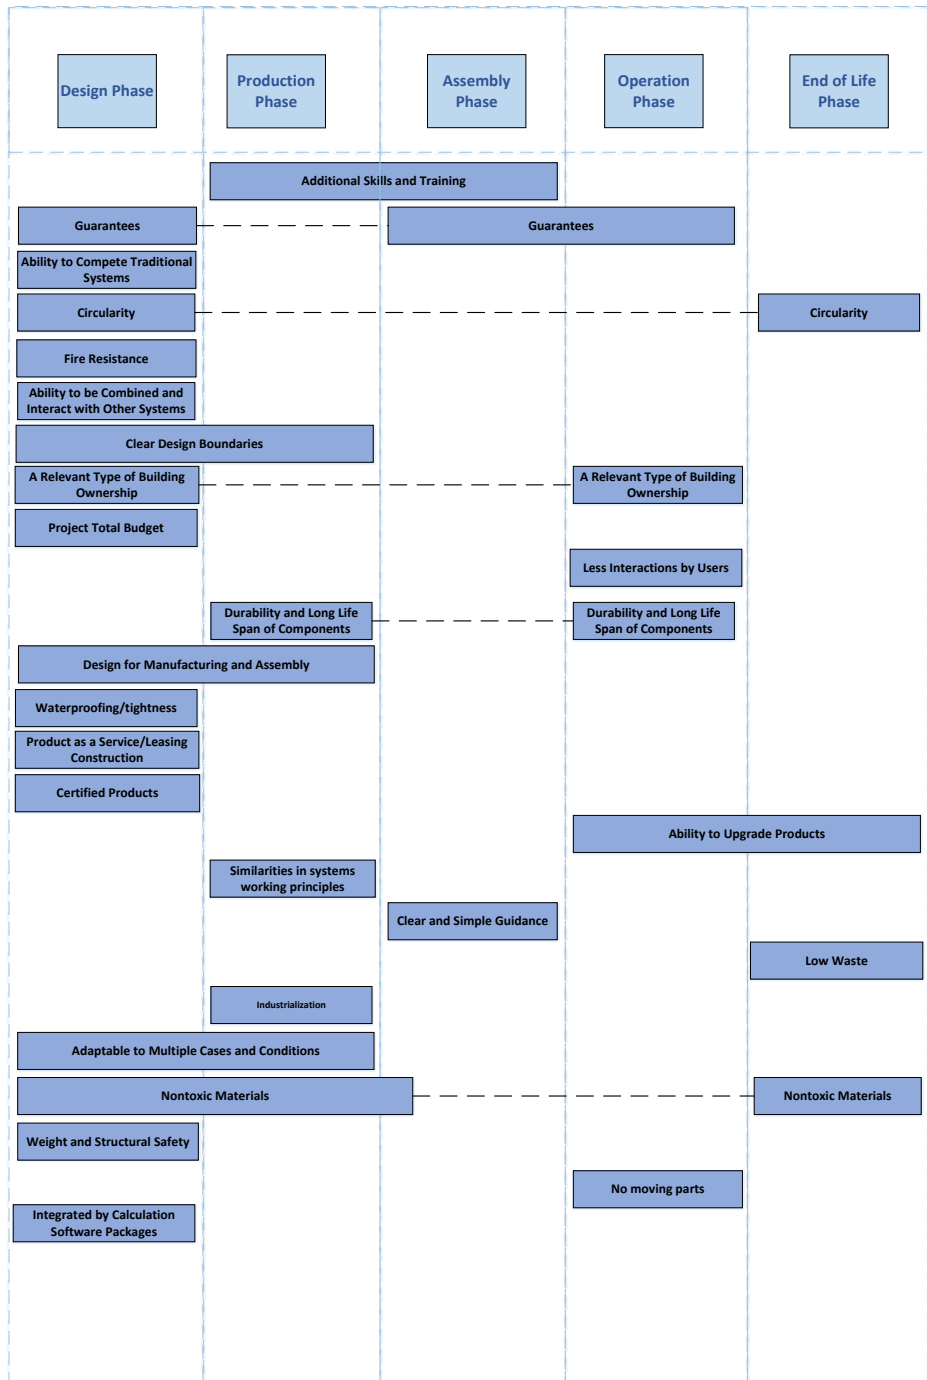 Design Phase
Production
Phase
Assembly
Phase
Operation
Phase
End of Life
Phase
Additional Skills and Training
Guarantees
Guarantees
Ability to Compete Traditional
Systems
Circularity
Circularity
Fire Resistance
Ability to be Combined and
Interact with Other Systems
Clear Design Boundaries
A Relevant Type of Building
Ownership
A Relevant Type of Building
Ownership
Project Total Budget
Less Interactions by Users
Durability and Long Life
Span of Components
Durability and Long Life
Span of Components
Design for Manufacturing and Assembly
Waterproofing/tightness
Product as a Service/Leasing
Construction
Certified Products
Ability to Upgrade Products
Similarities in systems
working principles
Clear and Simple Guidance
Low Waste
Industrialization
Adaptable to Multiple Cases and Conditions
Nontoxic Materials
Nontoxic Materials
Weight and Structural Safety
No moving parts
Integrated by Calculation
Software Packages